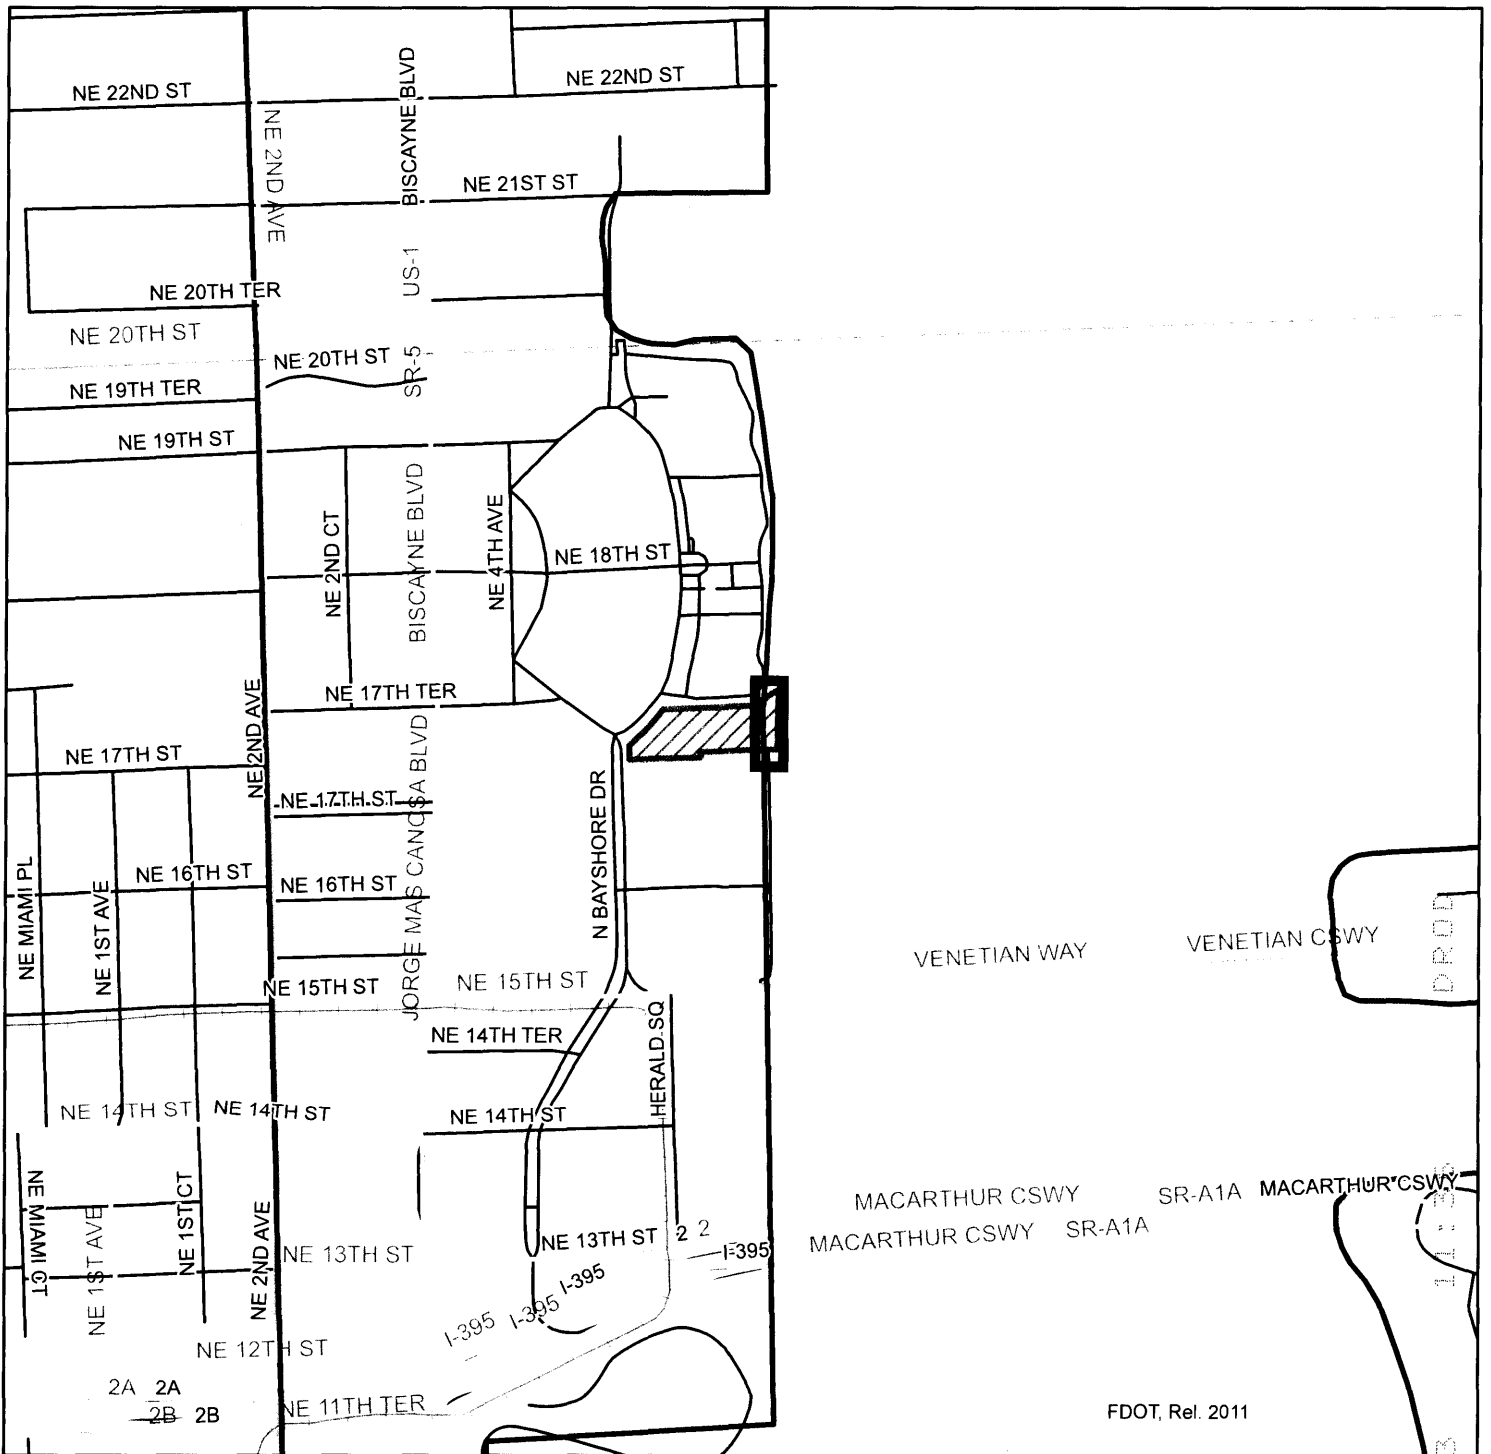 NE 22ND ST
NE 22ND ST
BISCAYNE BLVD
NE 2ND AVE
NE 21ST ST
US-1
NE 20TH TER
NE 20TH ST
NE 20TH ST
SR-5
NE 19TH TER
NE 19TH ST
BISCAYNE BLVD
NE 2ND CT
NE 4TH AVE
NE 18TH ST
NE 17TH TER
NE 2ND AVE
JORGE MAS CANOSA BLVD
NE 17TH ST
NE 17TH ST
N BAYSHORE DR
NE MIAMI PL
NE 1ST AVE
NE 16TH ST
NE 16TH ST
VENETIAN WAY
VENETIAN CSWY
NE 15TH ST
NE 15TH ST
NE 14TH TER
HERALD SQ
NE 14TH ST
NE 14TH ST
NE 14TH ST
NE MIAMI CT
NE 1ST AVE
NE 1ST CT
NE 2ND AVE
MACARTHUR CSWY
SR-A1A
MACARTHUR CSWY
MACARTHUR CSWY
SR-A1A
NE 13TH ST
NE 13TH ST
2 2
I-395
I-395
I-395
I-395
NE 12TH ST
2A 2A
2B 2B
NE 11TH TER
FDOT, Rel. 2011